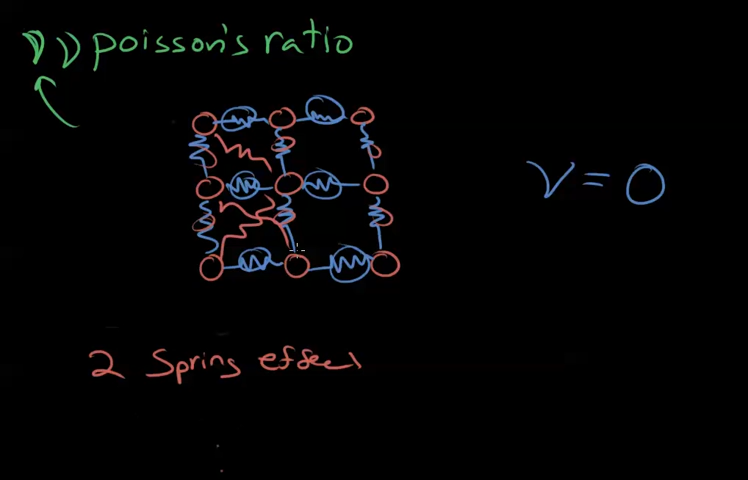 ν ν poisson's ratio
ν = 0
2 Spring effect